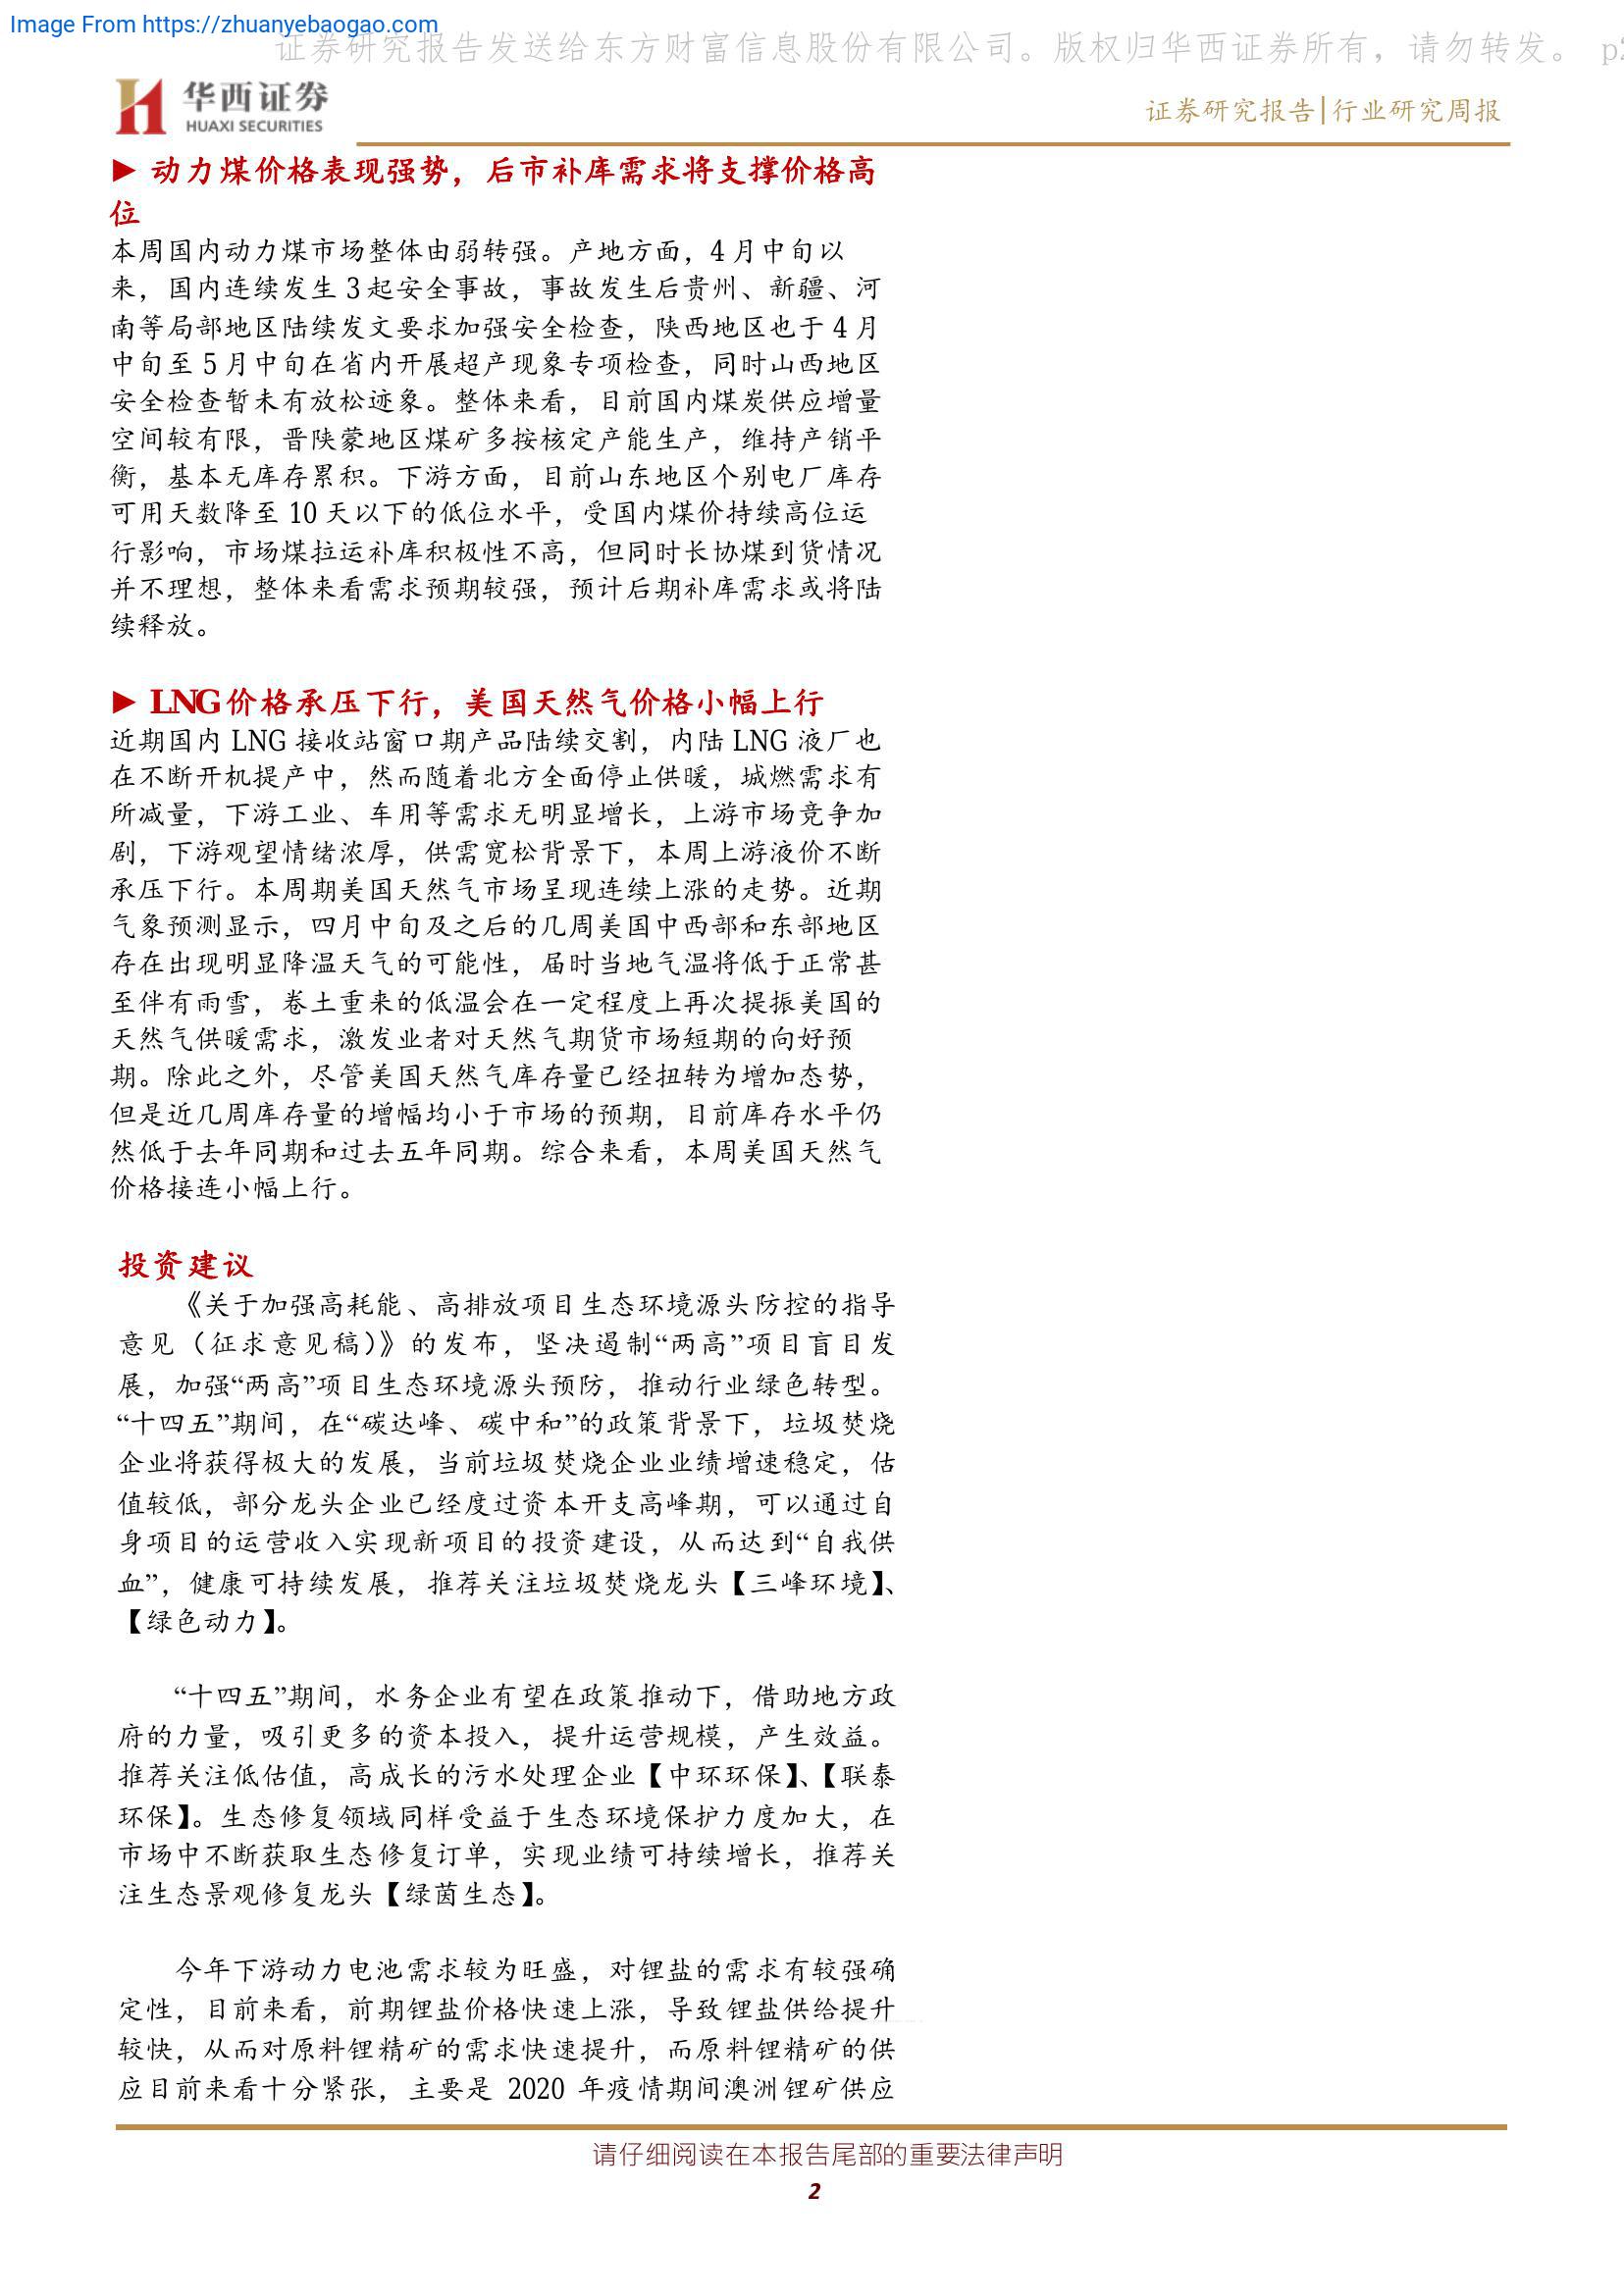 Image From https://zhuanyebaogao.com
证券研究报告发送给东方财富信息股份有限公司。版权归华西证券所有，请勿转发。 p2
华西证券
HUAXI SECURITIES
证券研究报告|行业研究周报
► 动力煤价格表现强势，后市补库需求将支撑价格高
位
本周国内动力煤市场整体由弱转强。产地方面，4 月中旬以
来，国内连续发生 3 起安全事故，事故发生后贵州、新疆、河
南等局部地区陆续发文要求加强安全检查，陕西地区也于 4 月
中旬至 5 月中旬在省内开展超产现象专项检查，同时山西地区
安全检查暂未有放松迹象。整体来看，目前国内煤炭供应增量
空间较有限，晋陕蒙地区煤矿多按核定产能生产，维持产销平
衡，基本无库存累积。下游方面，目前山东地区个别电厂库存
可用天数降至 10 天以下的低位水平，受国内煤价持续高位运
行影响，市场煤拉运补库积极性不高，但同时长协煤到货情况
并不理想，整体来看需求预期较强，预计后期补库需求或将陆
续释放。
► LNG 价格承压下行，美国天然气价格小幅上行
近期国内 LNG 接收站窗口期产品陆续交割，内陆 LNG 液厂也
在不断开机提产中，然而随着北方全面停止供暖，城燃需求有
所减量，下游工业、车用等需求无明显增长，上游市场竞争加
剧，下游观望情绪浓厚，供需宽松背景下，本周上游液价不断
承压下行。本周期美国天然气市场呈现连续上涨的走势。近期
气象预测显示，四月中旬及之后的几周美国中西部和东部地区
存在出现明显降温天气的可能性，届时当地气温将低于正常甚
至伴有雨雪，卷土重来的低温会在一定程度上再次提振美国的
天然气供暖需求，激发业者对天然气期货市场短期的向好预
期。除此之外，尽管美国天然气库存量已经扭转为增加态势，
但是近几周库存量的增幅均小于市场的预期，目前库存水平仍
然低于去年同期和过去五年同期。综合来看，本周美国天然气
价格接连小幅上行。
投资建议
《关于加强高耗能、高排放项目生态环境源头防控的指导
意见（征求意见稿）》的发布，坚决遏制“两高”项目盲目发
展，加强“两高”项目生态环境源头预防，推动行业绿色转型。
“十四五”期间，在“碳达峰、碳中和”的政策背景下，垃圾焚烧
企业将获得极大的发展，当前垃圾焚烧企业业绩增速稳定，估
值较低，部分龙头企业已经度过资本开支高峰期，可以通过自
身项目的运营收入实现新项目的投资建设，从而达到“自我供
血”，健康可持续发展，推荐关注垃圾焚烧龙头【三峰环境】、
【绿色动力】。
“十四五”期间，水务企业有望在政策推动下，借助地方政
府的力量，吸引更多的资本投入，提升运营规模，产生效益。
推荐关注低估值，高成长的污水处理企业【中环环保】、【联泰
环保】。生态修复领域同样受益于生态环境保护力度加大，在
市场中不断获取生态修复订单，实现业绩可持续增长，推荐关
注生态景观修复龙头【绿茵生态】。
今年下游动力电池需求较为旺盛，对锂盐的需求有较强确
定性，目前来看，前期锂盐价格快速上涨，导致锂盐供给提升
较快，从而对原料锂精矿的需求快速提升，而原料锂精矿的供
应目前来看十分紧张，主要是 2020 年疫情期间澳洲锂矿供应
请仔细阅读在本报告尾部的重要法律声明
2